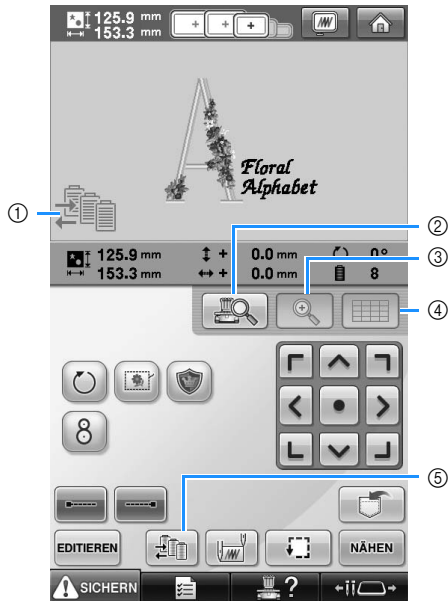 125.9 mm
153.3 mm
Floral
Alphabet
①
②
125.9 mm + 0.0 mm 0°
③
153.3 mm + 0.0 mm 8
④
8
⑤
EDITIEREN
NÄHEN
SICHERN
?